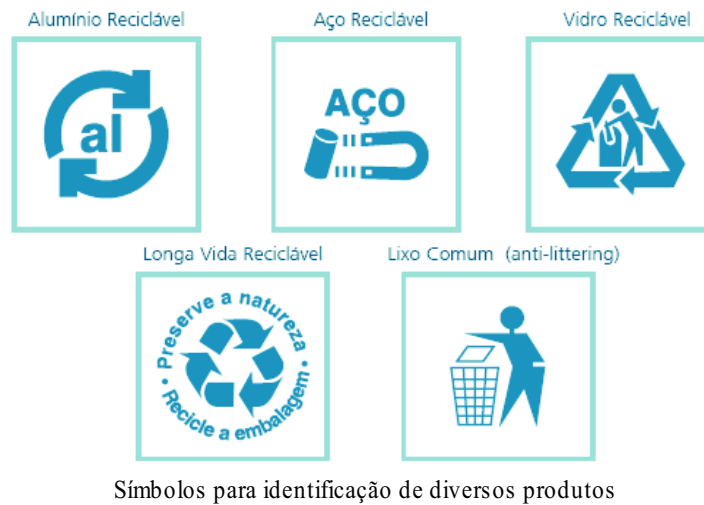 Alumínio Reciclável
Aço Reciclável
Vidro Reciclável
al
AÇO
Longa Vida Reciclável
Lixo Comum (anti-littering)
Preserve a natureza
• Recicle a embalagem •
Símbolos para identificação de diversos produtos